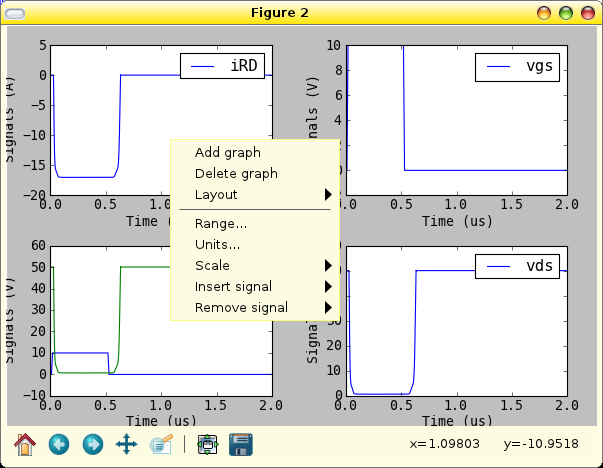 Figure 2
5
0
−5
−10
−15
−20
Signals (A)
iRD
0.0 0.5 1.0 1.5 2.0
Time (us)
10
8
6
4
2
0
−2
vgs
0.0 0.5 1.0 1.5 2.0
Time (us)
Add graph
Delete graph
Layout
Range...
Units...
Scale
Insert signal
Remove signal
60
50
40
30
20
10
0
−10
Signals (V)
0.0 0.5 1.0 1.5 2.0
Time (us)
vds
0.0 0.5 1.0 1.5 2.0
Time (us)
x=1.09803 y=-10.9518